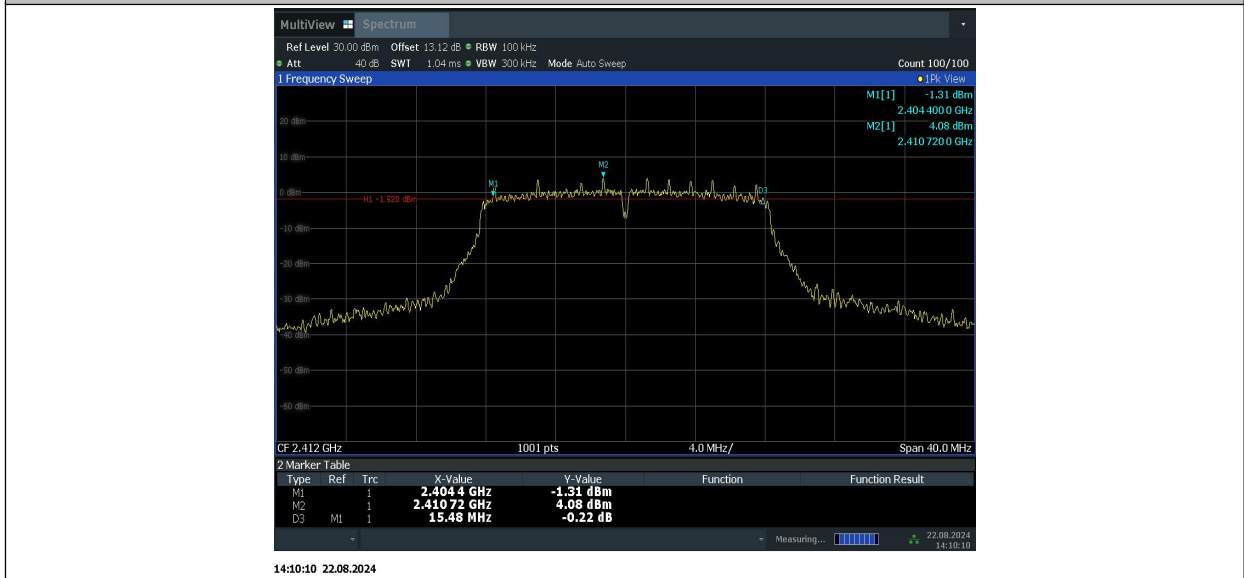 MultiView Spectrum
Ref Level 30.00 dBm Offset 13.12 dB RBW 100 kHz
Att 40 dB SWT 1.04 ms VBW 300 kHz Mode Auto Sweep Count 100/100
1 Frequency Sweep 1Pk View
M1[1] -1.31 dBm
2.404 400 0 GHz
20 dBm
M2[1] 4.08 dBm
2.410 720 0 GHz
10 dBm
M2
M1
0 dBm
D3
H1 -1.920 dBm
-10 dBm
-20 dBm
-30 dBm
-40 dBm
-50 dBm
-60 dBm
CF 2.412 GHz 1001 pts 4.0 MHz/ Span 40.0 MHz
2 Marker Table
Type Ref Trc X-Value Y-Value Function Function Result
M1 1 2.404 4 GHz -1.31 dBm
M2 1 2.410 72 GHz 4.08 dBm
D3 M1 1 15.48 MHz -0.22 dB
Measuring... 22.08.2024
14:10:10
14:10:10 22.08.2024